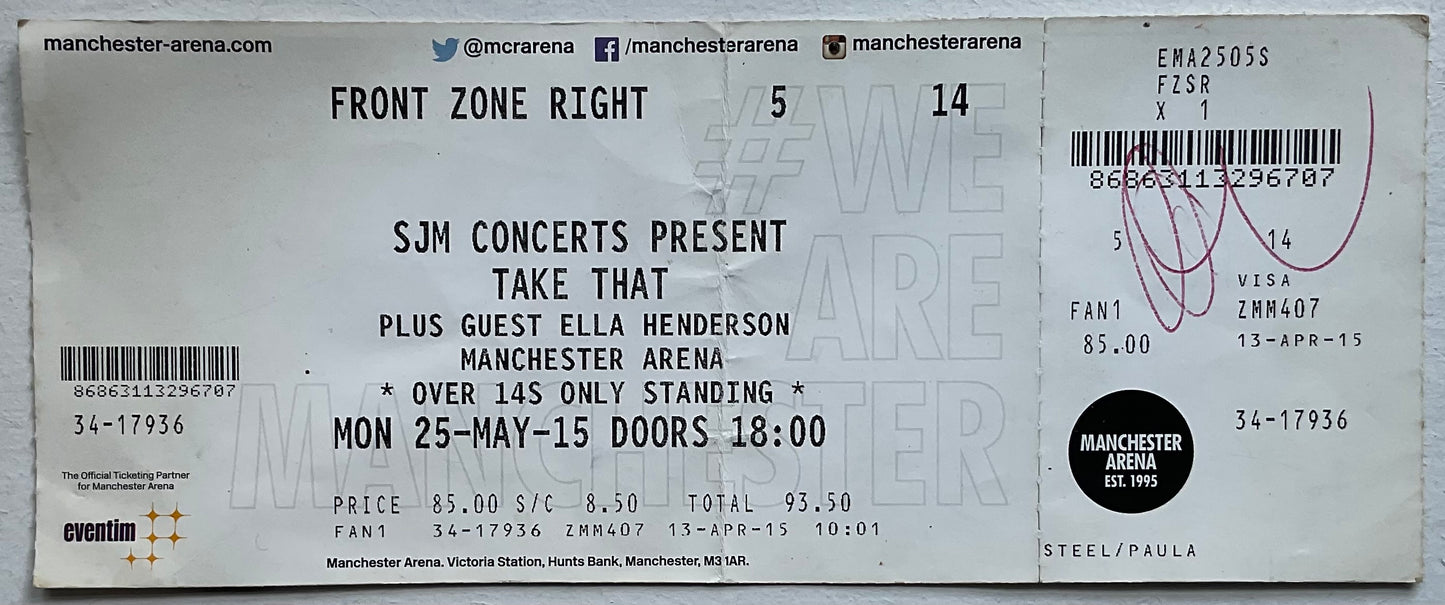 manchester-arena.com @mcrarena /manchesterarena manchesterarena
FRONT ZONE RIGHT 5 14
#WE
ARE
MANCHESTER
SJM CONCERTS PRESENT
TAKE THAT
PLUS GUEST ELLA HENDERSON
MANCHESTER ARENA
* OVER 14S ONLY STANDING *
MON 25-MAY-15 DOORS 18:00
PRICE 85.00 S/C 8.50 TOTAL 93.50
FAN1 34-17936 ZMM407 13-APR-15 10:01
Manchester Arena. Victoria Station, Hunts Bank, Manchester, M3 1AR.
86863113296707
34-17936
The Official Ticketing Partner
for Manchester Arena
eventim
EMA2505S
FZSR
X 1
86863113296707
5 14
VISA
FAN1 ZMM407
85.00 13-APR-15
34-17936
MANCHESTER
ARENA
EST. 1995
STEEL/PAULA